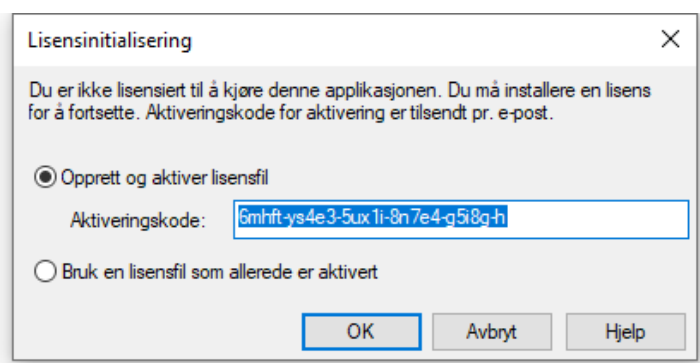 Lisensinitialisering
Du er ikke lisensiert til å kjøre denne applikasjonen. Du må installere en lisens
for å fortsette. Aktiveringskode for aktivering er tilsendt pr. e-post.
Opprett og aktiver lisensfil
Aktiveringskode: 6mhft-ys4e3-5ux1i-8n7e4-g5i8g-h
Bruk en lisensfil som allerede er aktivert
OK Avbryt Hjelp